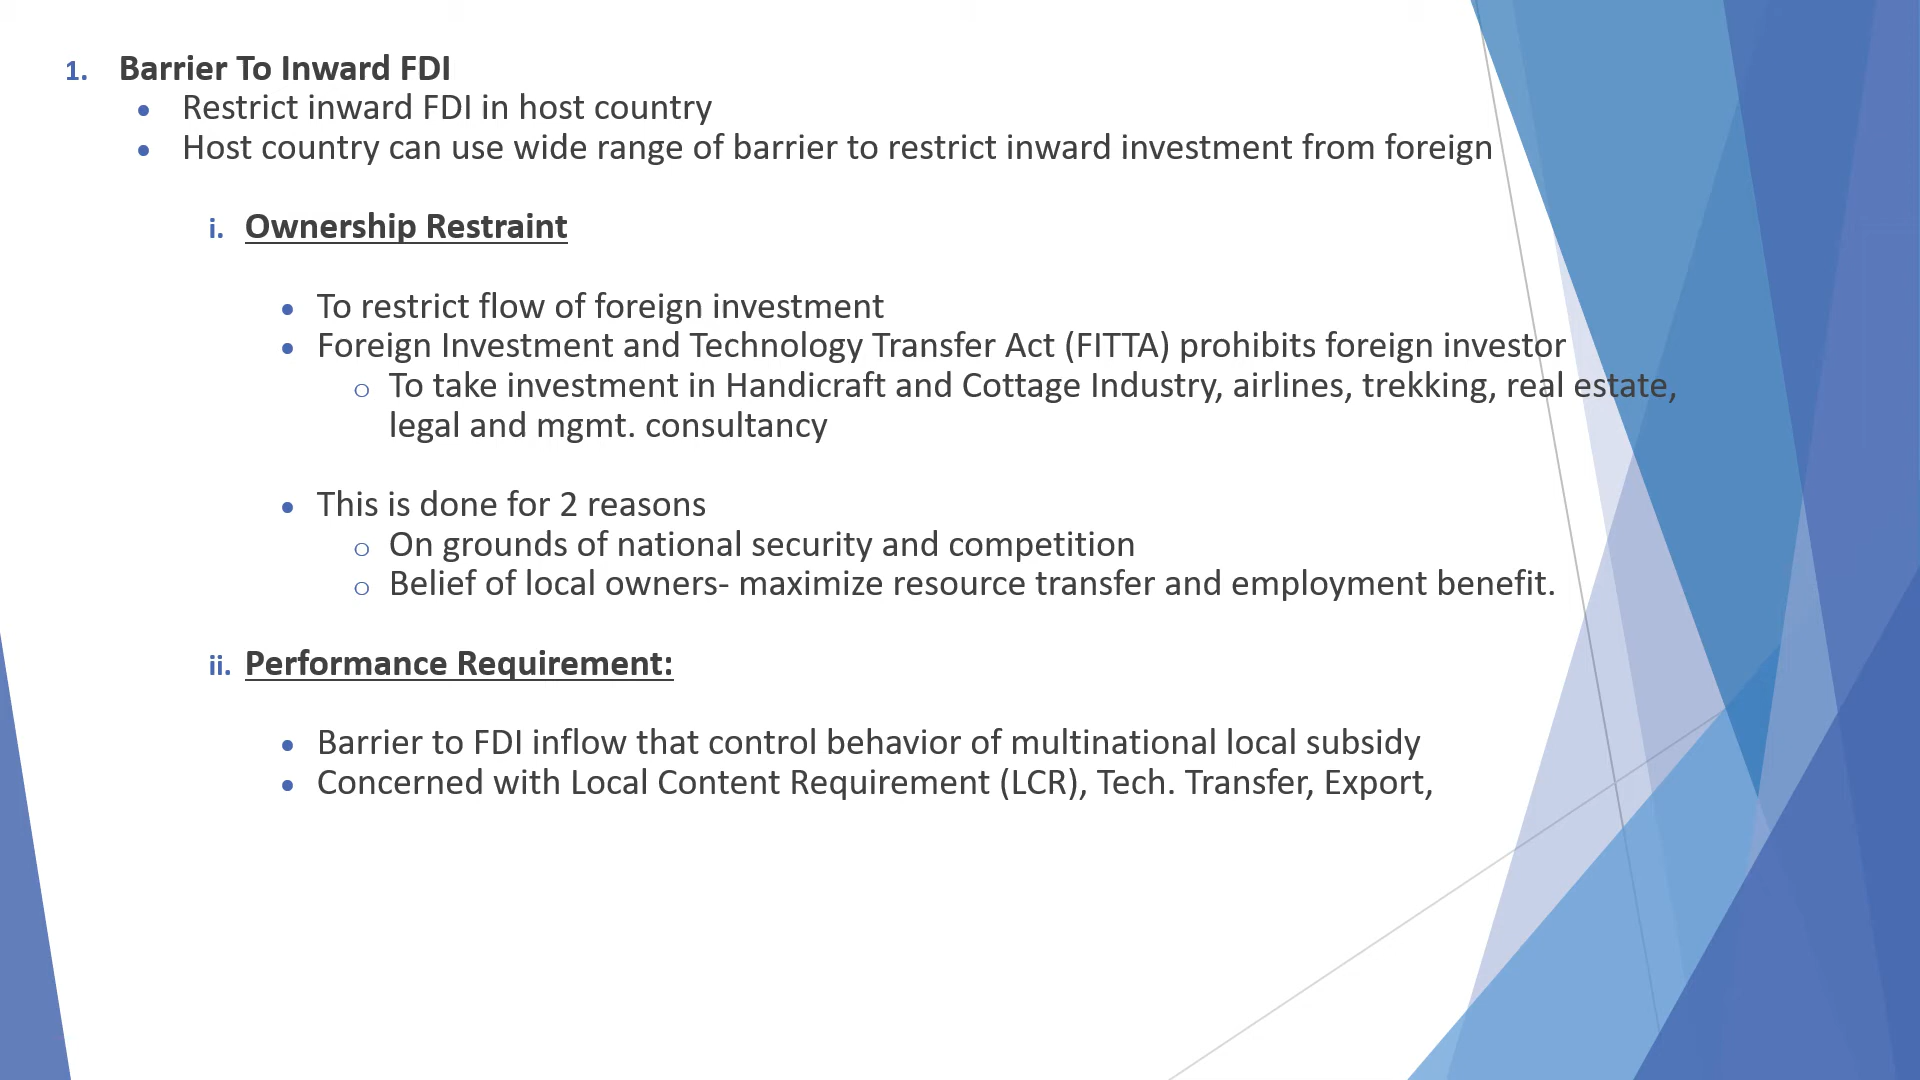 1. Barrier To Inward FDI
• Restrict inward FDI in host country
• Host country can use wide range of barrier to restrict inward investment from foreign
i. Ownership Restraint
• To restrict flow of foreign investment
• Foreign Investment and Technology Transfer Act (FITTA) prohibits foreign investor
o To take investment in Handicraft and Cottage Industry, airlines, trekking, real estate,
legal and mgmt. consultancy
• This is done for 2 reasons
o On grounds of national security and competition
o Belief of local owners- maximize resource transfer and employment benefit.
ii. Performance Requirement:
• Barrier to FDI inflow that control behavior of multinational local subsidy
• Concerned with Local Content Requirement (LCR), Tech. Transfer, Export,